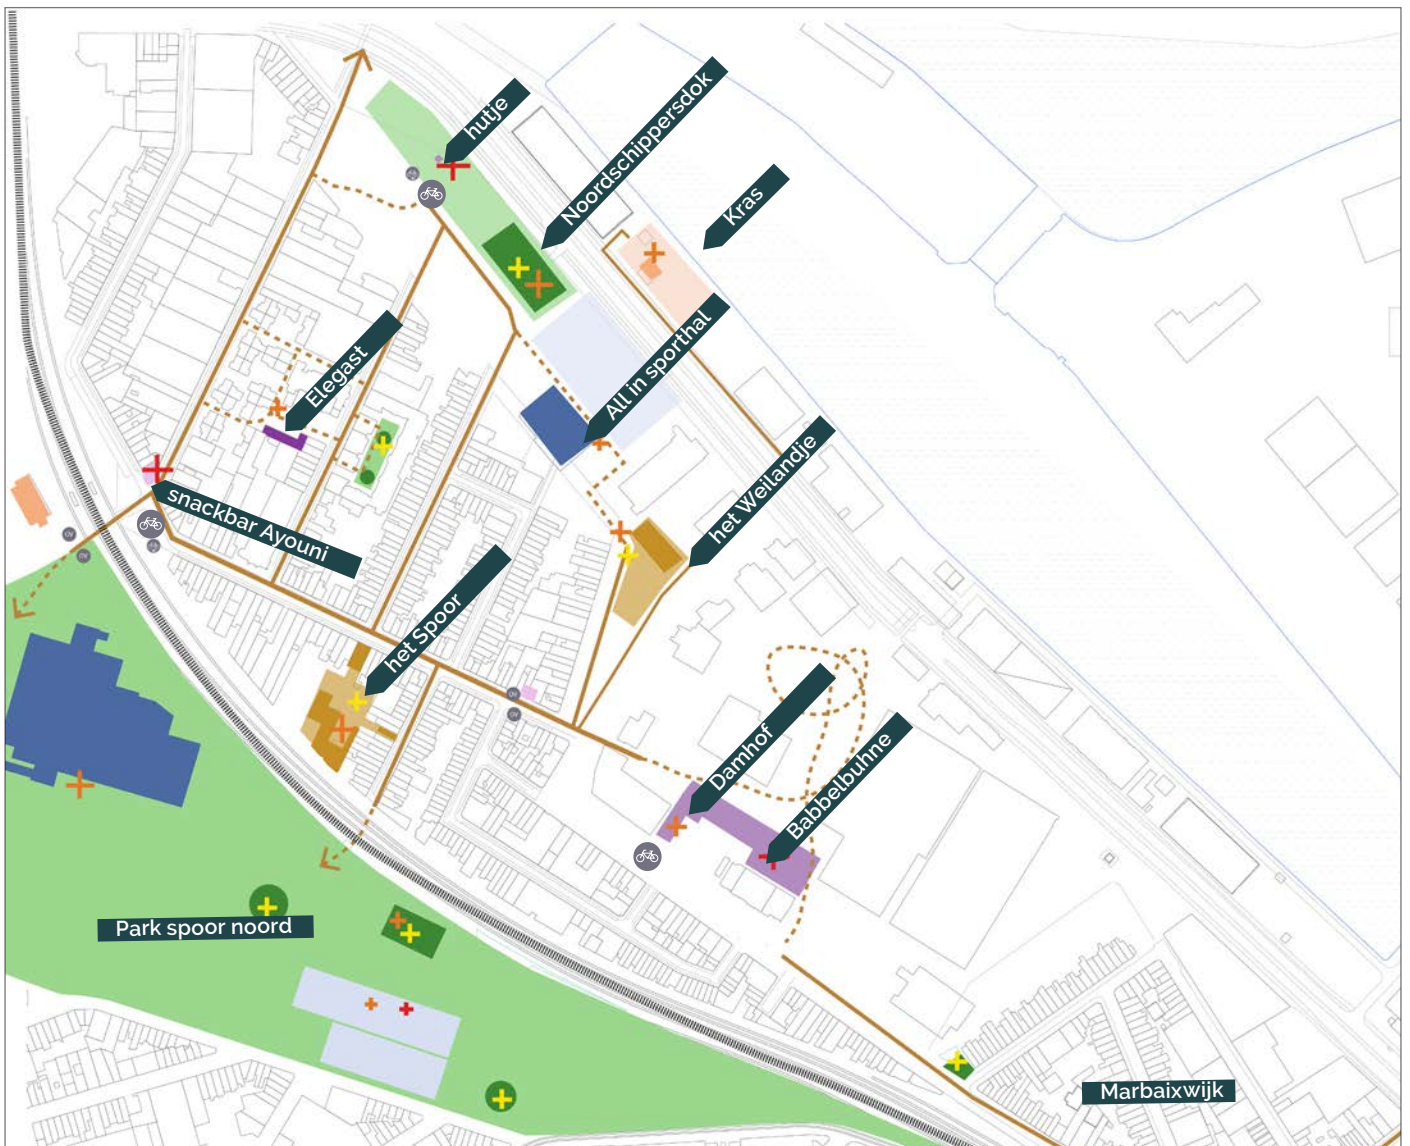 hutje
Noordschippersdok
Kras
Elegast
All in sporthal
het Weilandje
snackbar Ayouni
het Spoor
Damhof
Babbelbuhne
Park spoor noord
Marbaixwijk